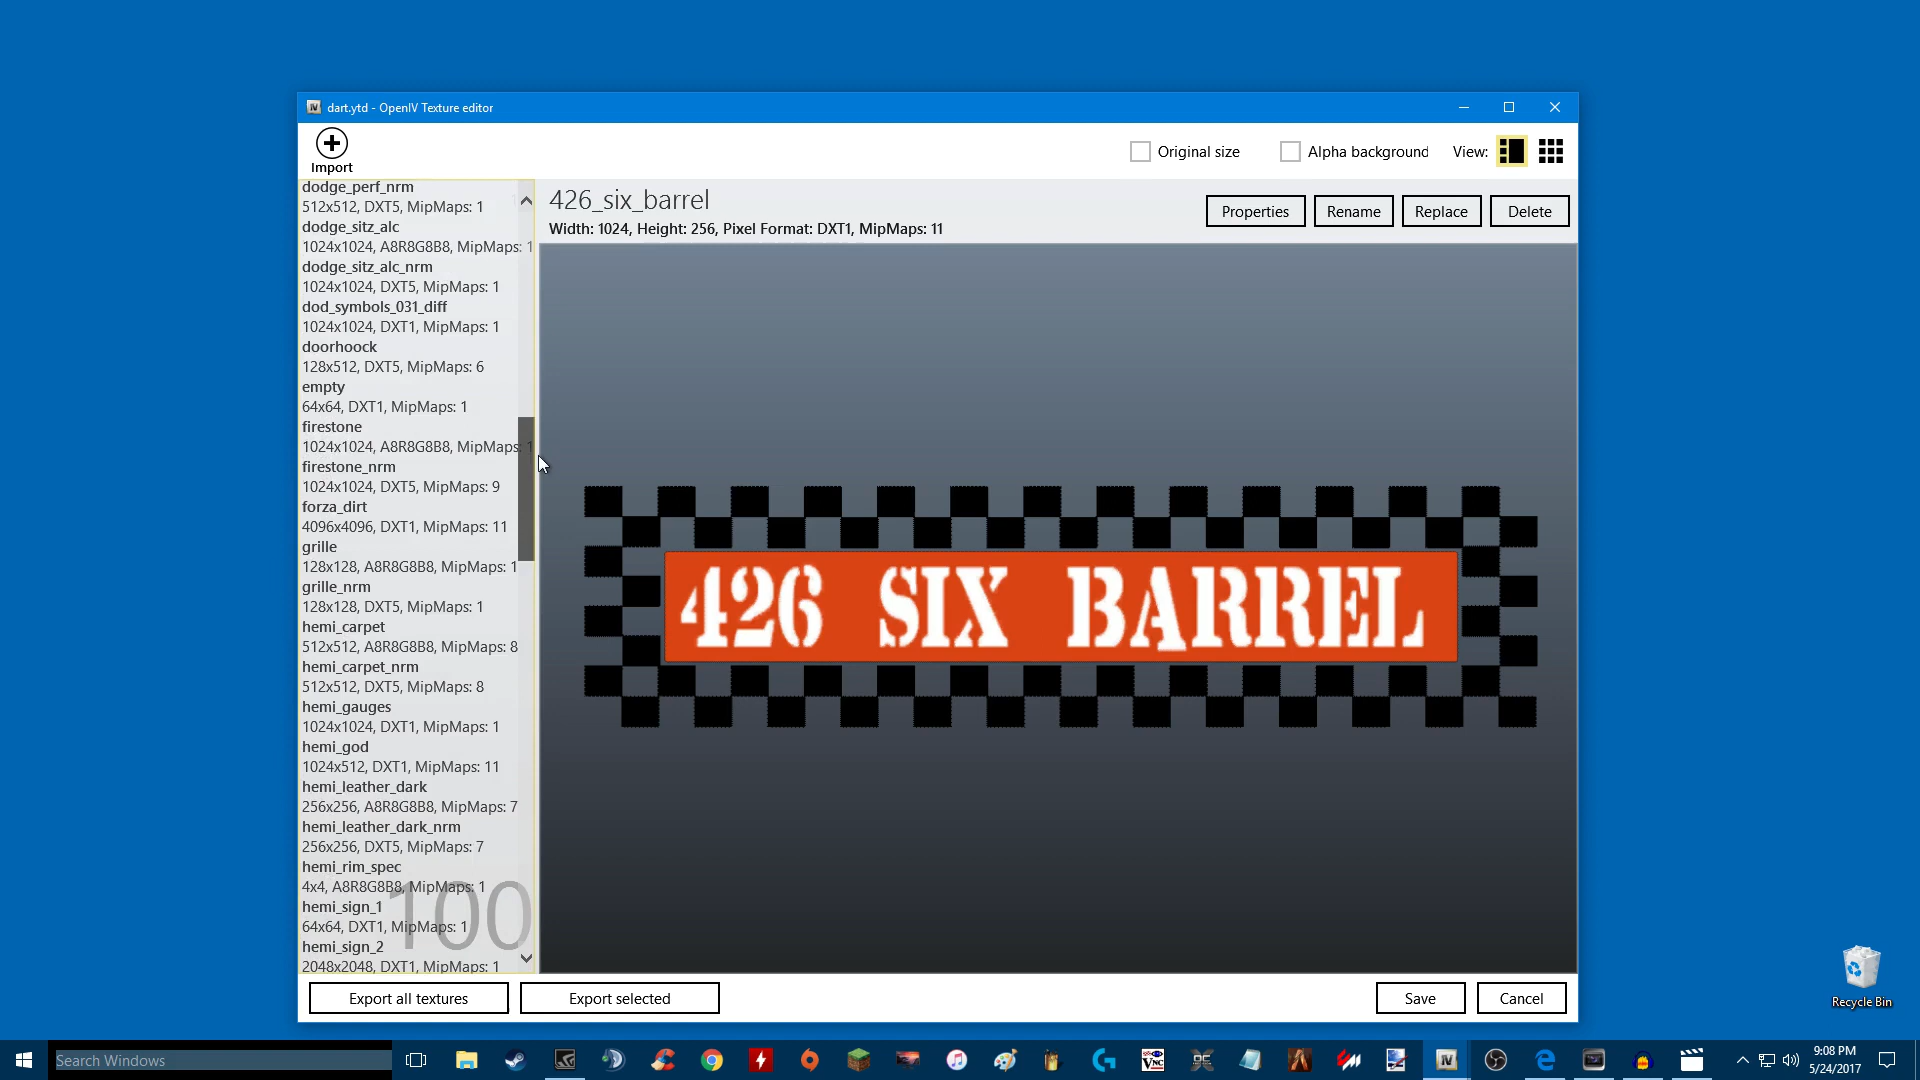 dart.ytd - OpenIV Texture editor
Import
Original size
Alpha background
View:
dodge_perf_nrm
512x512, DXT5, MipMaps: 1
dodge_sitz_alc
1024x1024, A8R8G8B8, MipMaps: 1
dodge_sitz_alc_nrm
1024x1024, DXT5, MipMaps: 1
dod_symbols_031_diff
1024x1024, DXT1, MipMaps: 1
doorhoock
128x512, DXT5, MipMaps: 6
empty
64x64, DXT1, MipMaps: 1
firestone
1024x1024, A8R8G8B8, MipMaps: 1
firestone_nrm
1024x1024, DXT5, MipMaps: 9
forza_dirt
4096x4096, DXT1, MipMaps: 11
grille
128x128, A8R8G8B8, MipMaps: 1
grille_nrm
128x128, DXT5, MipMaps: 1
hemi_carpet
512x512, A8R8G8B8, MipMaps: 8
hemi_carpet_nrm
512x512, DXT5, MipMaps: 8
hemi_gauges
1024x1024, DXT1, MipMaps: 1
hemi_god
1024x512, DXT1, MipMaps: 11
hemi_leather_dark
256x256, A8R8G8B8, MipMaps: 7
hemi_leather_dark_nrm
256x256, DXT5, MipMaps: 7
hemi_rim_spec
4x4, A8R8G8B8, MipMaps: 1
hemi_sign_1
64x64, DXT1, MipMaps: 1
hemi_sign_2
2048x2048, DXT1, MipMaps: 1
100
426_six_barrel
Width: 1024, Height: 256, Pixel Format: DXT1, MipMaps: 11
Properties
Rename
Replace
Delete
426 SIX BARREL
Export all textures
Export selected
Save
Cancel
Recycle Bin
Search Windows
VNC
IV
9:08 PM
5/24/2017